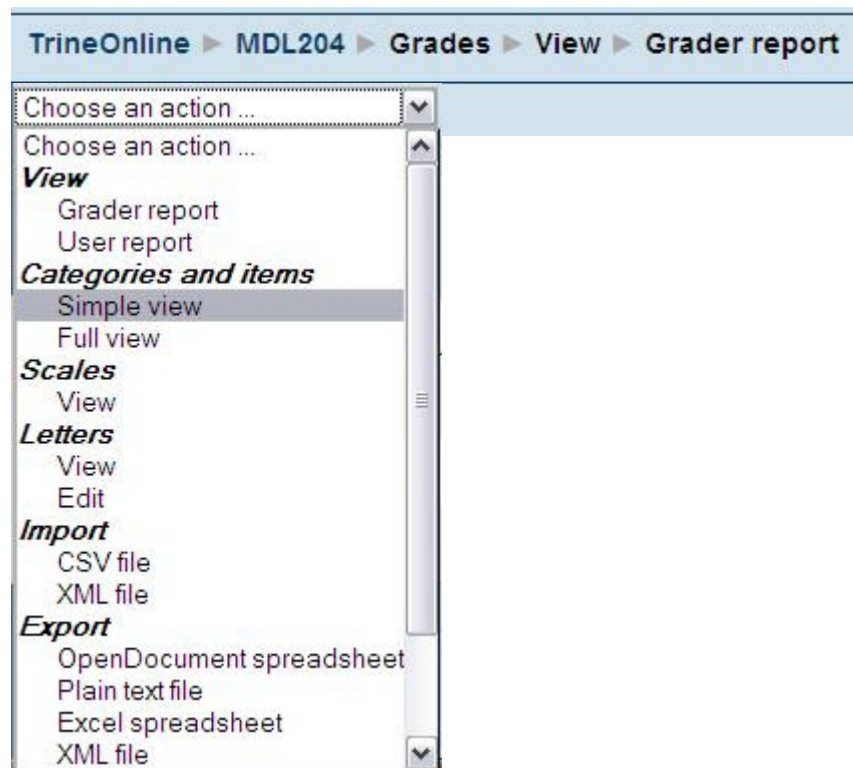 TrineOnline ► MDL204 ► Grades ► View ► Grader report
Choose an action ...
Choose an action ...
View
Grader report
User report
Categories and items
Simple view
Full view
Scales
View
Letters
View
Edit
Import
CSV file
XML file
Export
OpenDocument spreadsheet
Plain text file
Excel spreadsheet
XML file